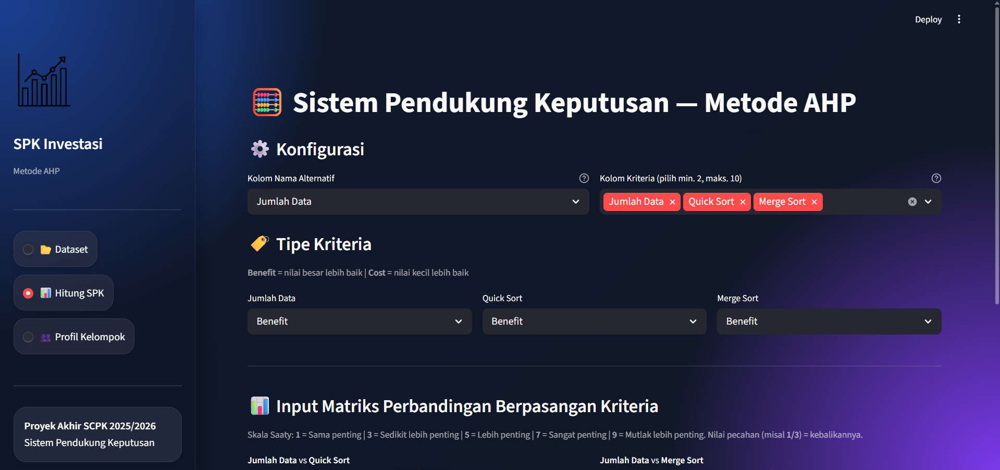 Deploy
SPK Investasi
Metode AHP
Dataset
Hitung SPK
Profil Kelompok
Proyek Akhir SCPK 2025/2026
Sistem Pendukung Keputusan
Sistem Pendukung Keputusan — Metode AHP
Konfigurasi
Kolom Nama Alternatif
Jumlah Data
Kolom Kriteria (pilih min. 2, maks. 10)
Jumlah Data × Quick Sort × Merge Sort ×
Tipe Kriteria
Benefit = nilai besar lebih baik | Cost = nilai kecil lebih baik
Jumlah Data
Benefit
Quick Sort
Benefit
Merge Sort
Benefit
Input Matriks Perbandingan Berpasangan Kriteria
Skala Saaty: 1 = Sama penting | 3 = Sedikit lebih penting | 5 = Lebih penting | 7 = Sangat penting | 9 = Mutlak lebih penting. Nilai pecahan (misal 1/3) = kebalikannya.
Jumlah Data vs Quick Sort
Jumlah Data vs Merge Sort